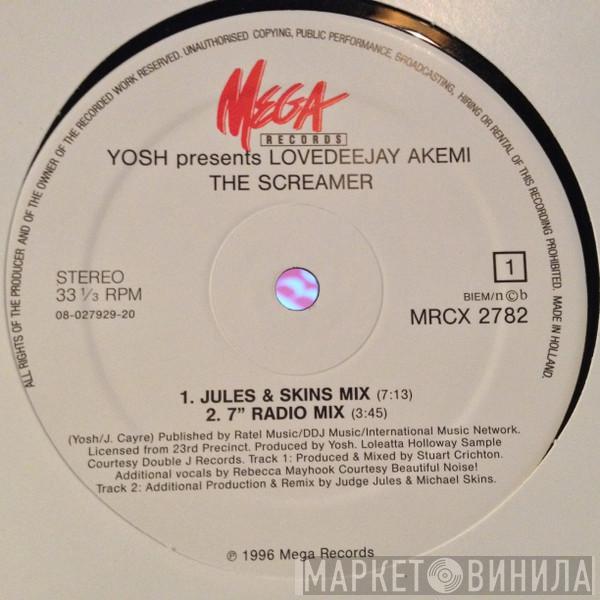 ALL RIGHTS OF THE PRODUCER AND OF THE OWNER OF THE RECORDED WORK RESERVED. UNAUTHORISED COPYING, PUBLIC PERFORMANCE, BROADCASTING, HIRING OR RENTAL OF THIS RECORDING PROHIBITED. MADE IN HOLLAND.
MEGA
RECORDS
YOSH presents LOVEDEEJAY AKEMI
THE SCREAMER
STEREO
33 ⅓ RPM
08-027929-20
1
BIEM/n©b
MRCX 2782
1. JULES & SKINS MIX (7:13)
2. 7" RADIO MIX (3:45)
(Yosh/J. Cayre) Published by Ratel Music/DDJ Music/International Music Network.
Licensed from 23rd Precinct. Produced by Yosh. Loleatta Holloway Sample
Courtesy Double J Records. Track 1: Produced & Mixed by Stuart Crichton.
Additional vocals by Rebecca Mayhook Courtesy Beautiful Noise!
Track 2: Additional Production & Remix by Judge Jules & Michael Skins.
℗ 1996 Mega Records
МАРКЕТ ВИНИЛА